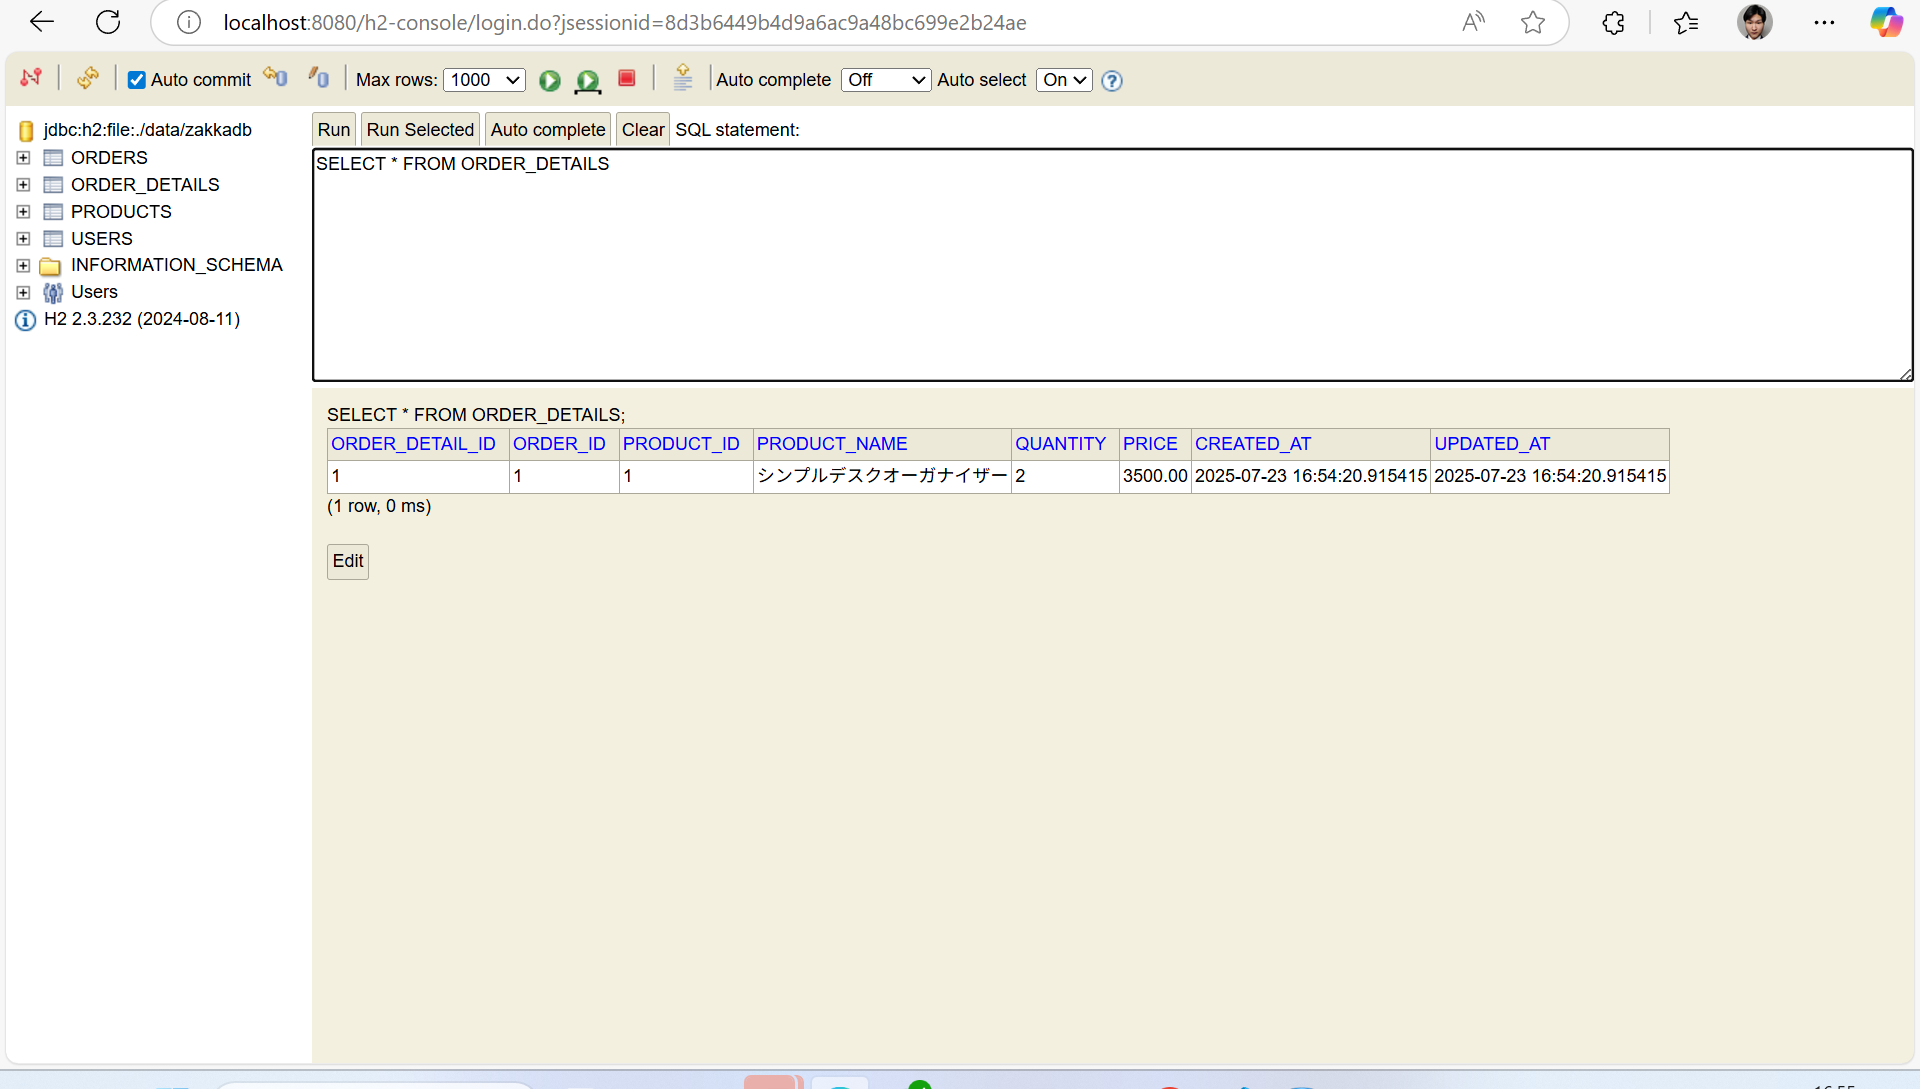 localhost:8080/h2-console/login.do?jsessionid=8d3b6449b4d9a6ac9a48bc699e2b24ae
Auto commit Max rows: 1000 Auto complete Off Auto select On
jdbc:h2:file:./data/zakkadb
ORDERS
ORDER_DETAILS
PRODUCTS
USERS
INFORMATION_SCHEMA
Users
H2 2.3.232 (2024-08-11)
Run Run Selected Auto complete Clear SQL statement:
SELECT * FROM ORDER_DETAILS
SELECT * FROM ORDER_DETAILS;
ORDER_DETAIL_ID ORDER_ID PRODUCT_ID PRODUCT_NAME QUANTITY PRICE CREATED_AT UPDATED_AT
1 1 1 シンプルデスクオーガナイザー 2 3500.00 2025-07-23 16:54:20.915415 2025-07-23 16:54:20.915415
(1 row, 0 ms)
Edit